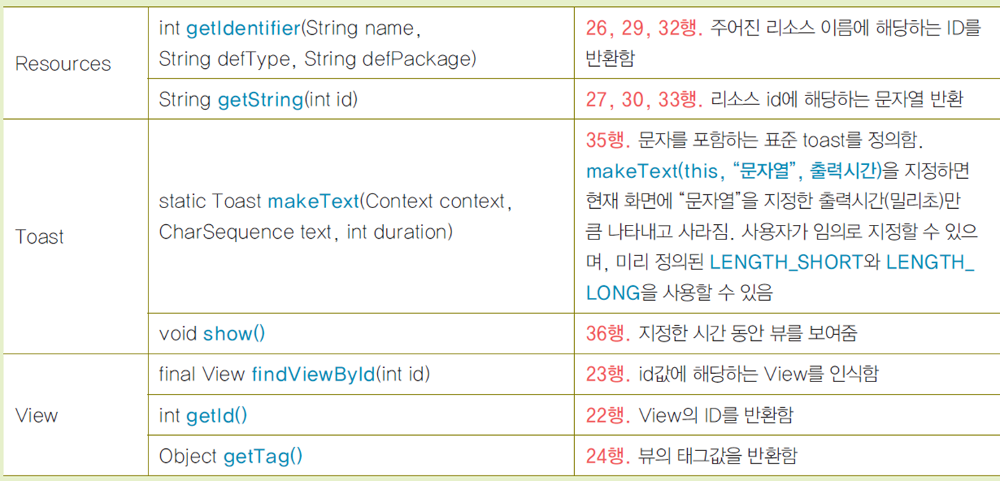 Resources
int getIdentifier(String name,
String defType, String defPackage)
26, 29, 32행. 주어진 리소스 이름에 해당하는 ID를
반환함
String getString(int id)
27, 30, 33행. 리소스 id에 해당하는 문자열 반환
Toast
static Toast makeText(Context context,
CharSequence text, int duration)
35행. 문자를 포함하는 표준 toast를 정의함.
makeText(this, “문자열”, 출력시간)을 지정하면
현재 화면에 “문자열”을 지정한 출력시간(밀리초)만
큼 나타내고 사라짐. 사용자가 임의로 지정할 수 있으
며, 미리 정의된 LENGTH_SHORT와 LENGTH_
LONG을 사용할 수 있음
void show()
36행. 지정한 시간 동안 뷰를 보여줌
View
final View findViewById(int id)
23행. id값에 해당하는 View를 인식함
int getId()
22행. View의 ID를 반환함
Object getTag()
24행. 뷰의 태그값을 반환함